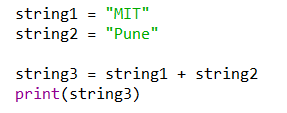 string1 = "MIT"
string2 = "Pune"
string3 = string1 + string2
print(string3)